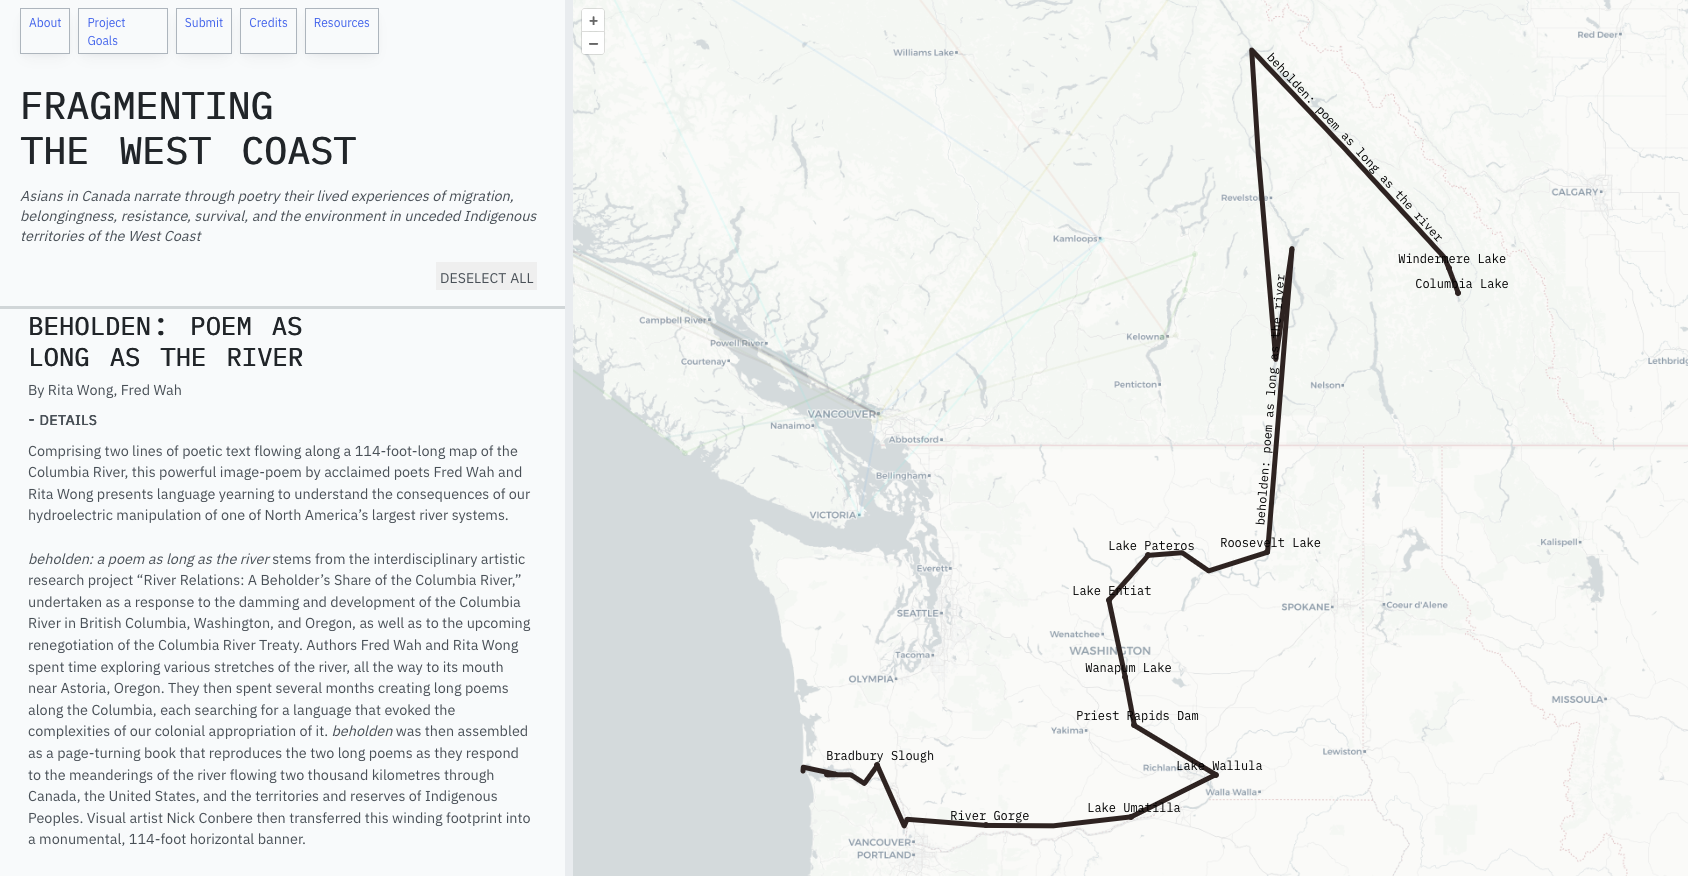 About
Project
Goals
Submit
Credits
Resources
FRAGMENTING
THE WEST COAST
Asians in Canada narrate through poetry their lived experiences of migration,
belongingness, resistance, survival, and the environment in unceded Indigenous
territories of the West Coast
DESELECT ALL
BEHOLDEN: POEM AS
LONG AS THE RIVER
By Rita Wong, Fred Wah
- DETAILS
Comprising two lines of poetic text flowing along a 114-foot-long map of the
Columbia River, this powerful image-poem by acclaimed poets Fred Wah and
Rita Wong presents language yearning to understand the consequences of our
hydroelectric manipulation of one of North America’s largest river systems.
beholden: a poem as long as the river stems from the interdisciplinary artistic
research project “River Relations: A Beholder’s Share of the Columbia River,”
undertaken as a response to the damming and development of the Columbia
River in British Columbia, Washington, and Oregon, as well as to the upcoming
renegotiation of the Columbia River Treaty. Authors Fred Wah and Rita Wong
spent time exploring various stretches of the river, all the way to its mouth
near Astoria, Oregon. They then spent several months creating long poems
along the Columbia, each searching for a language that evoked the
complexities of our colonial appropriation of it. beholden was then assembled
as a page-turning book that reproduces the two long poems as they respond
to the meanderings of the river flowing two thousand kilometres through
Canada, the United States, and the territories and reserves of Indigenous
Peoples. Visual artist Nick Conbere then transferred this winding footprint into
a monumental, 114-foot horizontal banner.
+
−
Williams Lake
Red Deer
beholden: poem as long as the river
Revelstoke
CALGARY
Kamloops
Windermere Lake
Columbia Lake
Campbell River
Powell River
Courtenay
Kelowna
Lethbridg
Penticton
Nelson
beholden: poem as long as the river
VANCOUVER
Nanaimo
Abbotsford
Bellingham
VICTORIA
Lake Pateros
Roosevelt Lake
Kalispell
Everett
Lake Entiat
SEATTLE
SPOKANE
Coeur d'Alene
Wenatchee
WASHINGTON
Tacoma
Wanapum Lake
OLYMPIA
MISSOULA
Priest Rapids Dam
Yakima
Lewiston
Bradbury Slough
Richland
Lake Wallula
Walla Walla
Lake Umatilla
River Gorge
VANCOUVER
PORTLAND